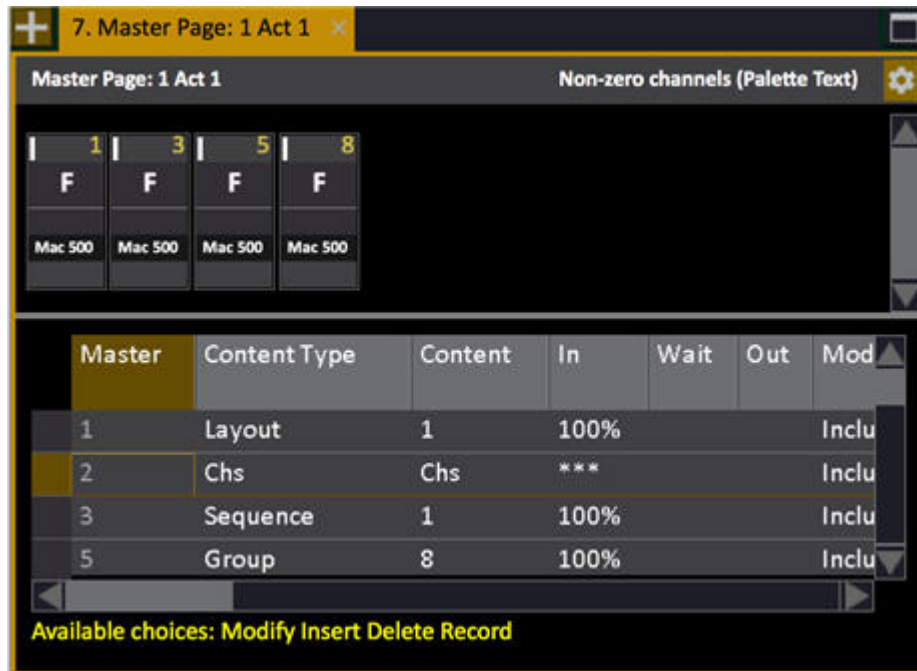 7. Master Page: 1 Act 1 ×
Master Page: 1 Act 1 Non-zero channels (Palette Text)
1 3 5 8
F F F F
Mac 500 Mac 500 Mac 500 Mac 500
Master Content Type Content In Wait Out Mod
1 Layout 1 100% Inclu
2 Chs Chs *** Inclu
3 Sequence 1 100% Inclu
5 Group 8 100% Inclu
Available choices: Modify Insert Delete Record